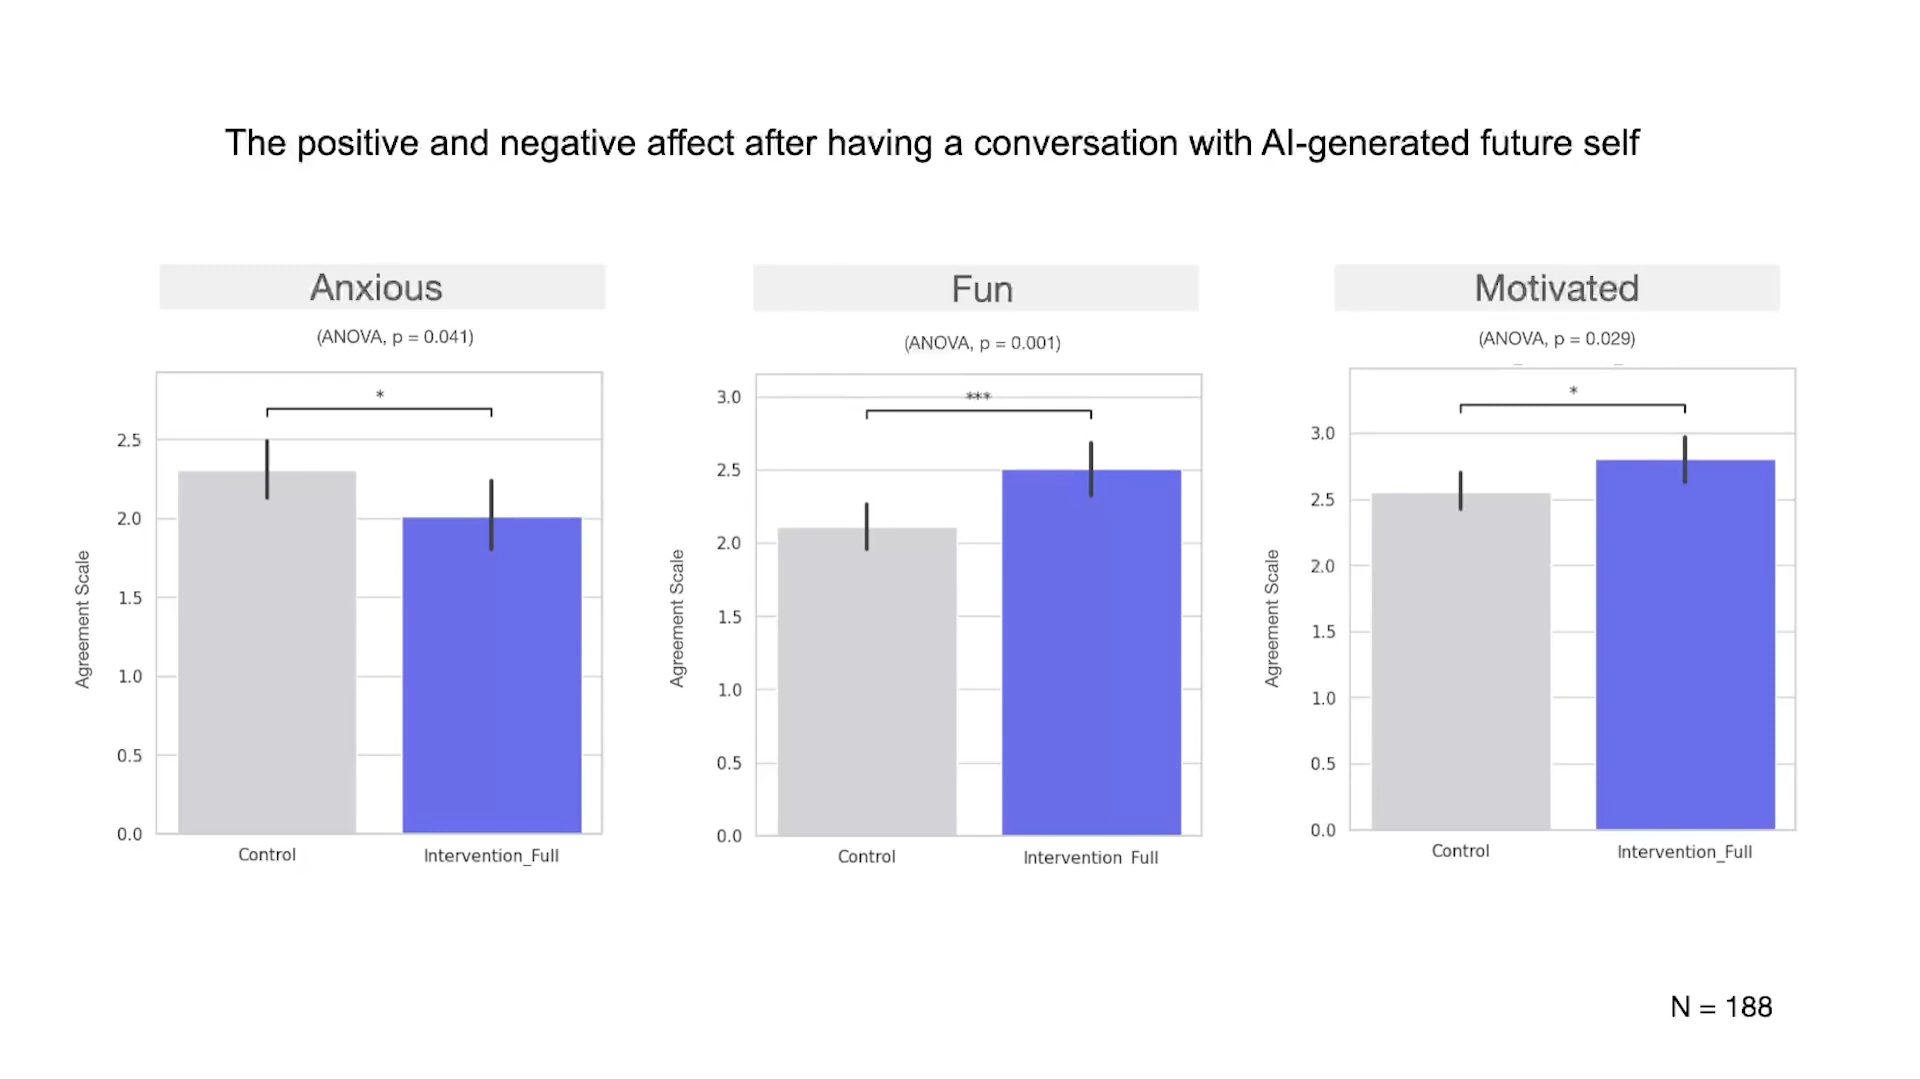 The positive and negative affect after having a conversation with AI-generated future self
Anxious
(ANOVA, p = 0.041)
*
2.5
2.0
1.5
1.0
0.5
0.0
Agreement Scale
Control
Intervention_Full
Fun
(ANOVA, p = 0.001)
***
3.0
2.5
2.0
1.5
1.0
0.5
0.0
Agreement Scale
Control
Intervention Full
Motivated
(ANOVA, p = 0.029)
*
3.0
2.5
2.0
1.5
1.0
0.5
0.0
Agreement Scale
Control
Intervention_Full
N = 188